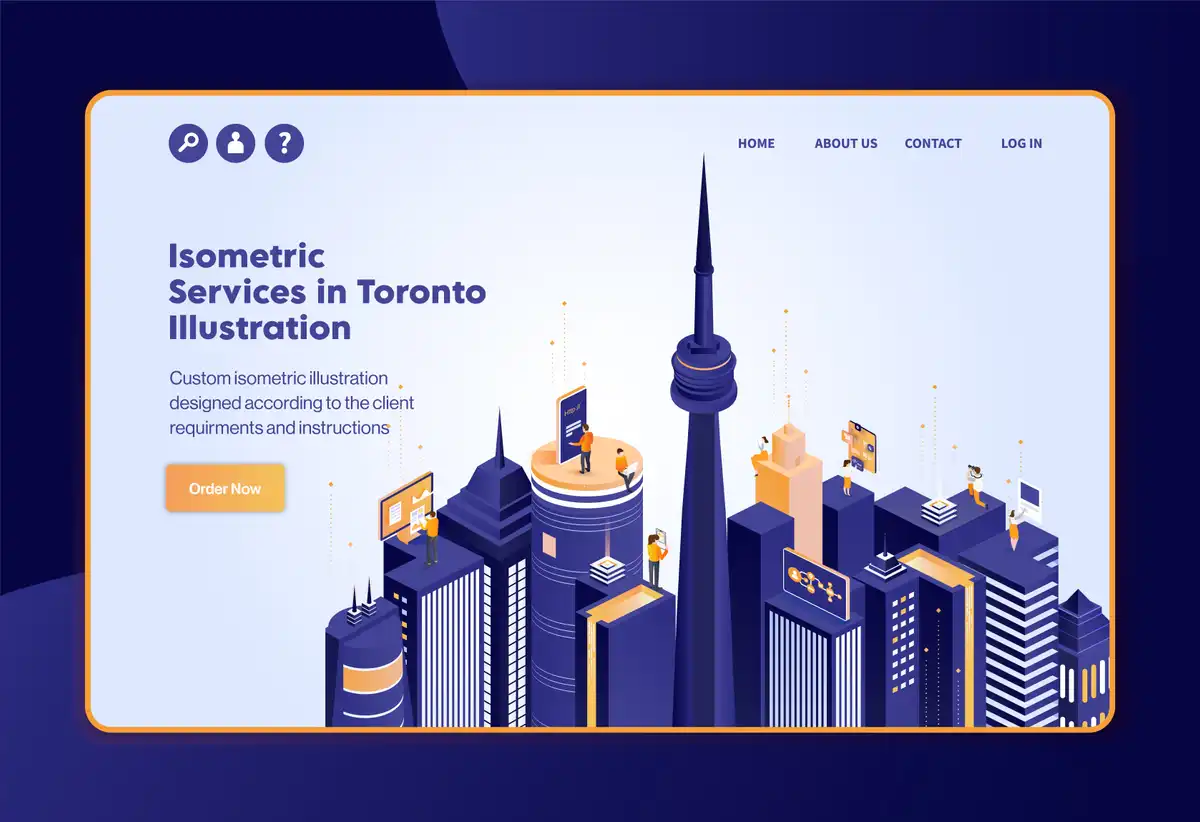 HOME ABOUT US CONTACT LOG IN
Isometric
Services in Toronto
Illustration
Custom isometric illustration
designed according to the client
requirments and instructions
Order Now